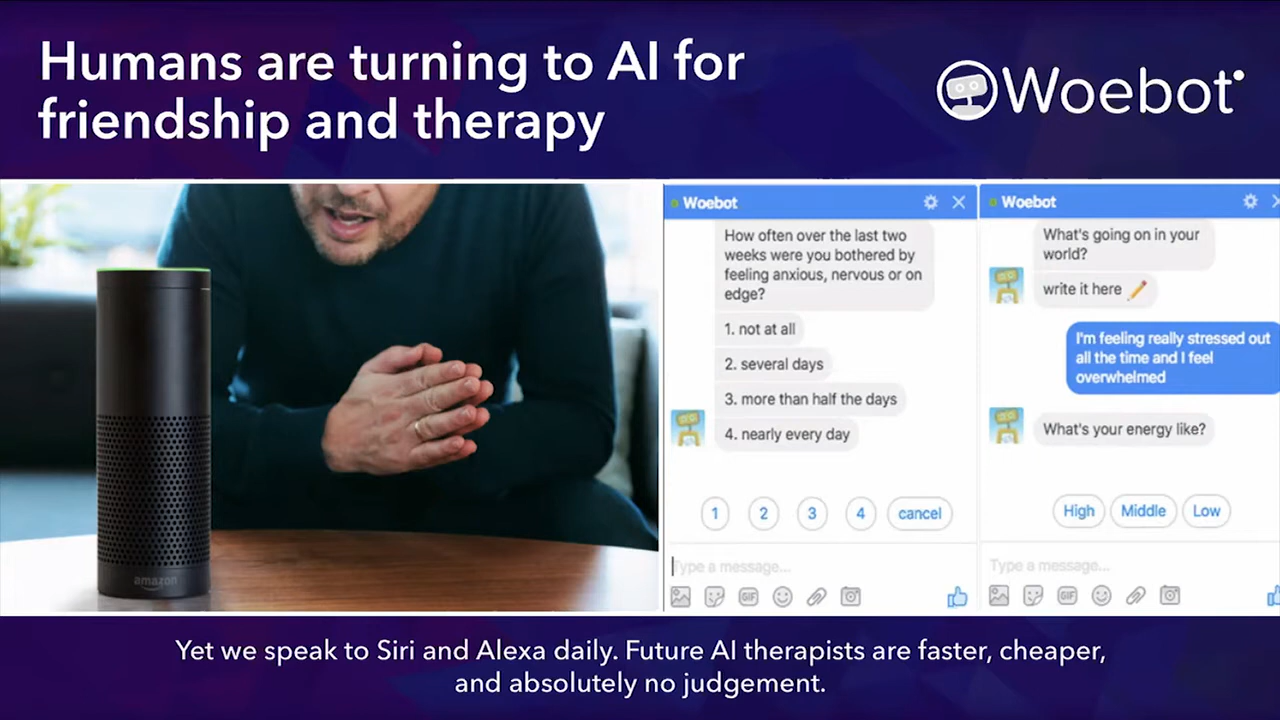 Humans are turning to AI for
friendship and therapy
Woebot
Woebot
How often over the last two
weeks were you bothered by
feeling anxious, nervous or on
edge?
1. not at all
2. several days
3. more than half the days
4. nearly every day
1 2 3 4 cancel
Type a message...
GIF
Woebot
What's going on in your
world?
write it here
I'm feeling really stressed out
all the time and I feel
overwhelmed
What's your energy like?
High Middle Low
Type a message...
GIF
amazon
Yet we speak to Siri and Alexa daily. Future AI therapists are faster, cheaper,
and absolutely no judgement.